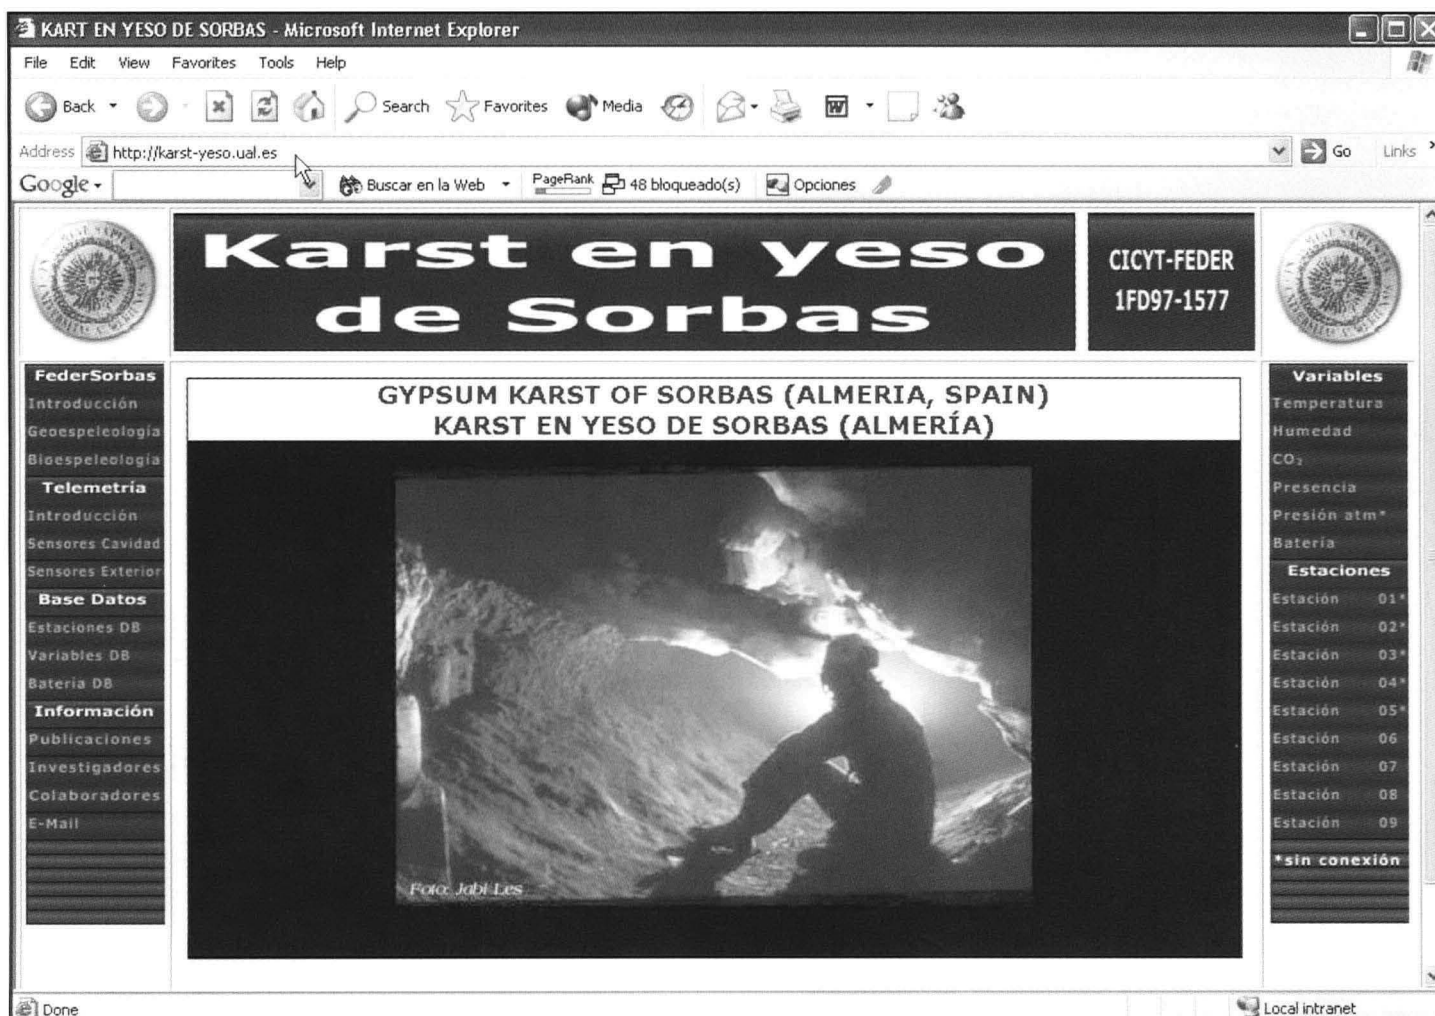 KART EN YESO DE SORBAS - Microsoft Internet Explorer
File Edit View Favorites Tools Help
Back Search Favorites Media
Address http://karst-yeso.ual.es Go Links
Google Buscar en la Web PageRank 48 bloqueado(s) Opciones
Karst en yeso
de Sorbas
CICYT-FEDER
1FD97-1577
FederSorbas
Introducción
Geoespeleología
Bioespeleología
Telemetría
Introducción
Sensores Cavidad
Sensores Exterior
Base Datos
Estaciones DB
Variables DB
Bateria DB
Información
Publicaciones
Investigadores
Colaboradores
E-Mail
GYPSUM KARST OF SORBAS (ALMERIA, SPAIN)
KARST EN YESO DE SORBAS (ALMERÍA)
Foto: Jabi Les
Variables
Temperatura
Humedad
CO₂
Presencia
Presión atm*
Batería
Estaciones
Estación 01*
Estación 02*
Estación 03*
Estación 04*
Estación 05*
Estación 06
Estación 07
Estación 08
Estación 09
*sin conexión
Done
Local intranet